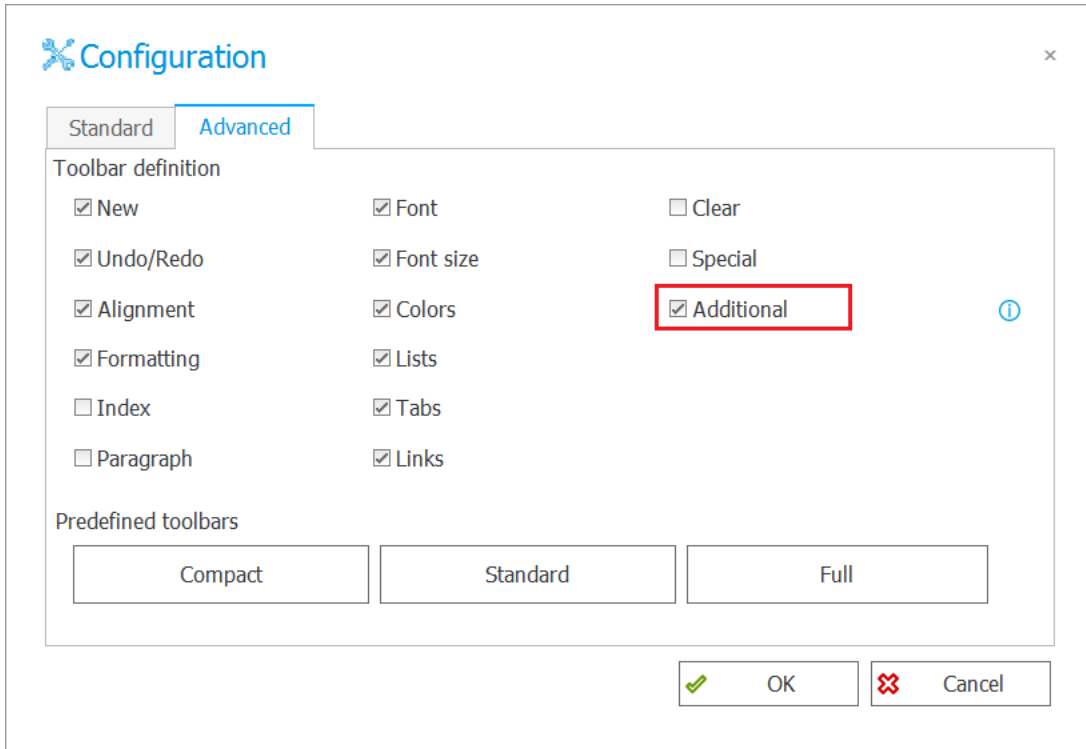 Configuration
×
Standard
Advanced
Toolbar definition
New
Font
Clear
Undo/Redo
Font size
Special
Alignment
Colors
Additional
Formatting
Lists
Index
Tabs
Paragraph
Links
Predefined toolbars
Compact
Standard
Full
OK
Cancel